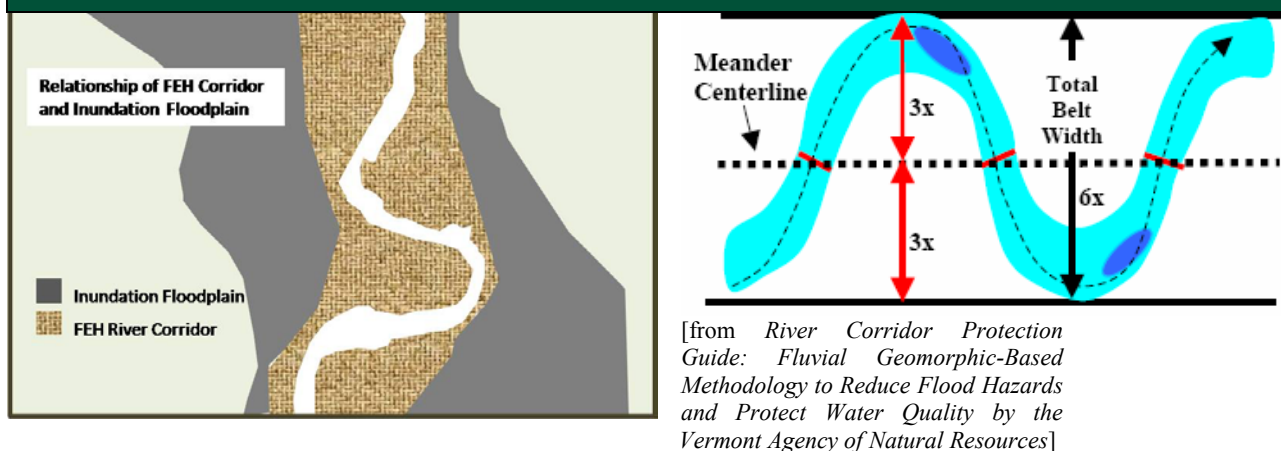 Relationship of FEH Corridor
and Inundation Floodplain
Inundation Floodplain
FEH River Corridor
Meander
Centerline
3x
Total
Belt
Width
6x
3x
[from River Corridor Protection
Guide: Fluvial Geomorphic-Based
Methodology to Reduce Flood Hazards
and Protect Water Quality by the
Vermont Agency of Natural Resources]